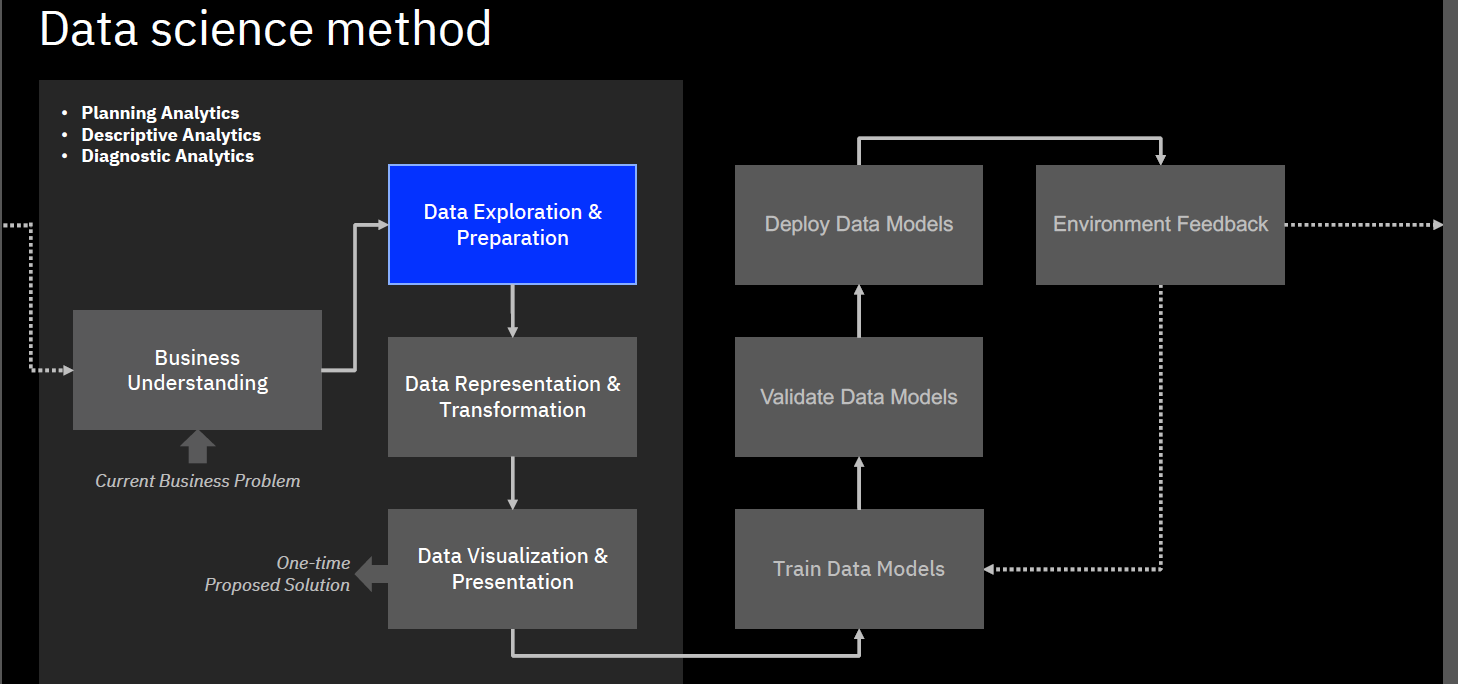 Data science method
• Planning Analytics
• Descriptive Analytics
• Diagnostic Analytics
Business
Understanding
Current Business Problem
Data Exploration &
Preparation
Data Representation &
Transformation
Data Visualization &
Presentation
One-time
Proposed Solution
Train Data Models
Validate Data Models
Deploy Data Models
Environment Feedback